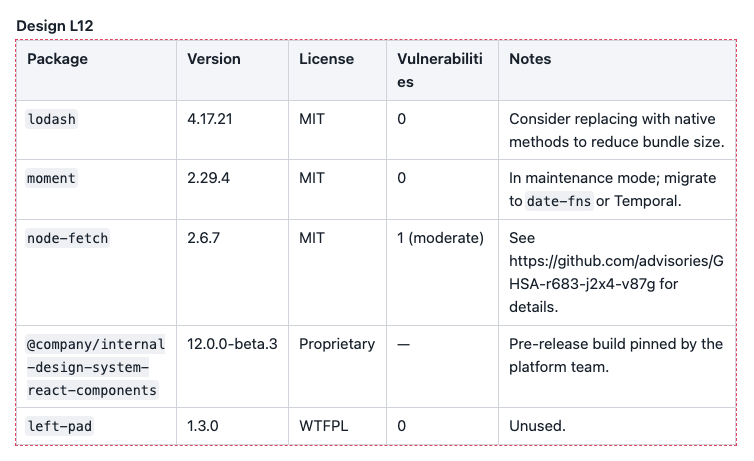 Design L12
Package Version License Vulnerabiliti
es Notes
lodash 4.17.21 MIT 0 Consider replacing with native
methods to reduce bundle size.
moment 2.29.4 MIT 0 In maintenance mode; migrate
to date-fns or Temporal.
node-fetch 2.6.7 MIT 1 (moderate) See
https://github.com/advisories/G
HSA-r683-j2x4-v87g for
details.
@company/internal
-design-system-
react-components 12.0.0-beta.3 Proprietary — Pre-release build pinned by the
platform team.
left-pad 1.3.0 WTFPL 0 Unused.